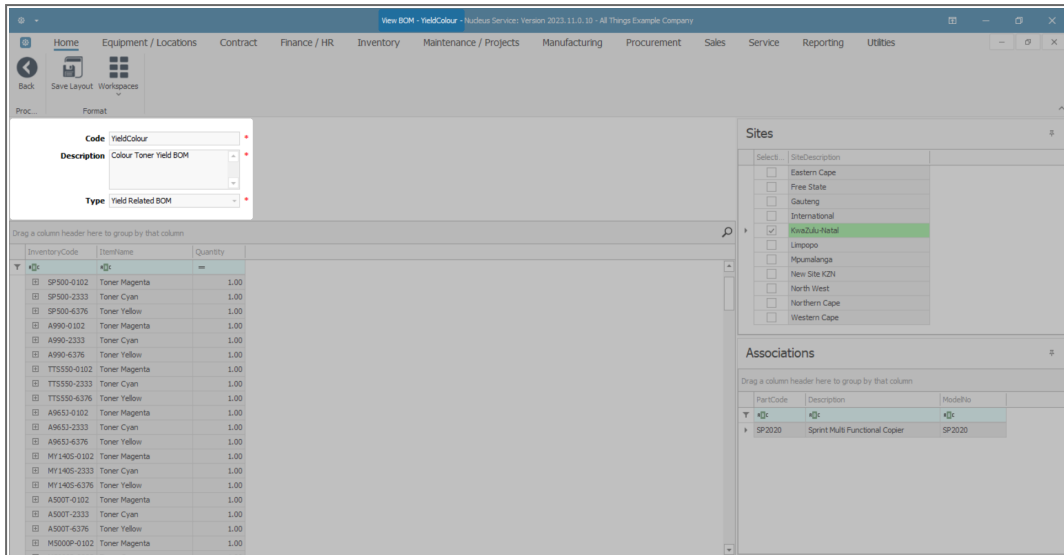 View BOM - YieldColour - Nucleus Service: Version 2023.11.0.10 - All Things Example Company
Home Equipment / Locations Contract Finance / HR Inventory Maintenance / Projects Manufacturing Procurement Sales Service Reporting Utilities
Back Save Layout Workspaces
Proc... Format
Code YieldColour *
Description Colour Toner Yield BOM *
Type Yield Related BOM *
Drag a column header here to group by that column
InventoryCode ItemName Quantity
=
SP500-0102 Toner Magenta 1.00
SP500-2333 Toner Cyan 1.00
SP500-6376 Toner Yellow 1.00
A990-0102 Toner Magenta 1.00
A990-2333 Toner Cyan 1.00
A990-6376 Toner Yellow 1.00
TTS550-0102 Toner Magenta 1.00
TTS550-2333 Toner Cyan 1.00
TTS550-6376 Toner Yellow 1.00
A965J-0102 Toner Magenta 1.00
A965J-2333 Toner Cyan 1.00
A965J-6376 Toner Yellow 1.00
MY140S-0102 Toner Magenta 1.00
MY140S-2333 Toner Cyan 1.00
MY140S-6376 Toner Yellow 1.00
A500T-0102 Toner Magenta 1.00
A500T-2333 Toner Cyan 1.00
A500T-6376 Toner Yellow 1.00
M5000P-0102 Toner Magenta 1.00
Sites
Selecti... SiteDescription
Eastern Cape
Free State
Gauteng
International
KwaZulu-Natal
Limpopo
Mpumalanga
New Site KZN
North West
Northern Cape
Western Cape
Associations
Drag a column header here to group by that column
PartCode Description ModelNo
SP2020 Sprint Multi Functional Copier SP2020